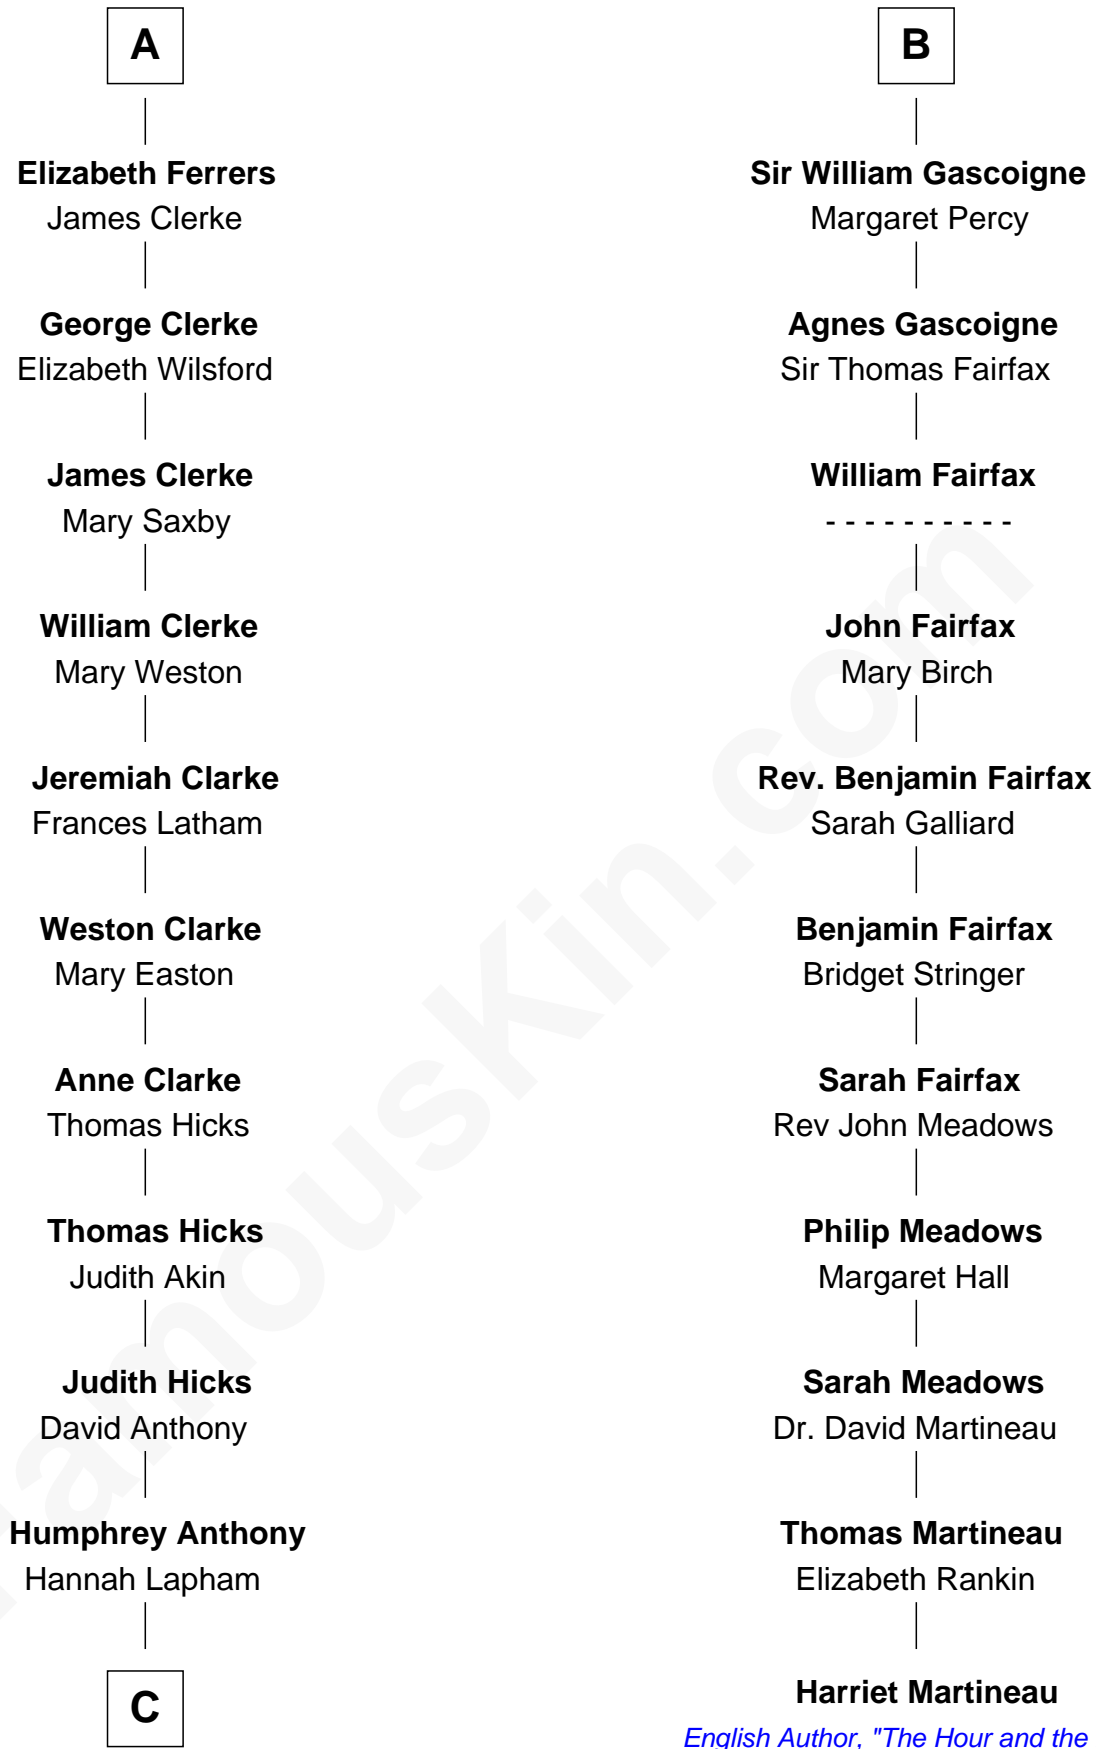 A
Elizabeth Ferrers
James Clerke
George Clerke
Elizabeth Wilsford
James Clerke
Mary Saxby
William Clerke
Mary Weston
Jeremiah Clarke
Frances Latham
Weston Clarke
Mary Easton
Anne Clarke
Thomas Hicks
Thomas Hicks
Judith Akin
Judith Hicks
David Anthony
Humphrey Anthony
Hannah Lapham
C
B
Sir William Gascoigne
Margaret Percy
Agnes Gascoigne
Sir Thomas Fairfax
William Fairfax
- - - - - - - - - -
John Fairfax
Mary Birch
Rev. Benjamin Fairfax
Sarah Galliard
Benjamin Fairfax
Bridget Stringer
Sarah Fairfax
Rev John Meadows
Philip Meadows
Margaret Hall
Sarah Meadows
Dr. David Martineau
Thomas Martineau
Elizabeth Rankin
Harriet Martineau
English Author, "The Hour and the
FamousKin.com